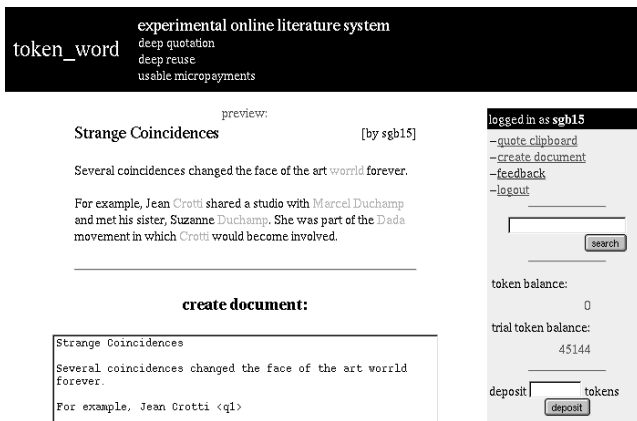 token_word
experimental online literature system
deep quotation
deep reuse
usable micropayments
preview:
Strange Coincidences [by sgb15]
Several coincidences changed the face of the art worrld forever.
For example, Jean Crotti shared a studio with Marcel Duchamp
and met his sister, Suzanne Duchamp. She was part of the Dada
movement in which Crotti would become involved.
create document:
Strange Coincidences
Several coincidences changed the face of the art worrld
forever.
For example, Jean Crotti <q1>
logged in as sgb15
–quote clipboard
–create document
–feedback
–logout
search
token balance:
0
trial token balance:
45144
deposit tokens
deposit